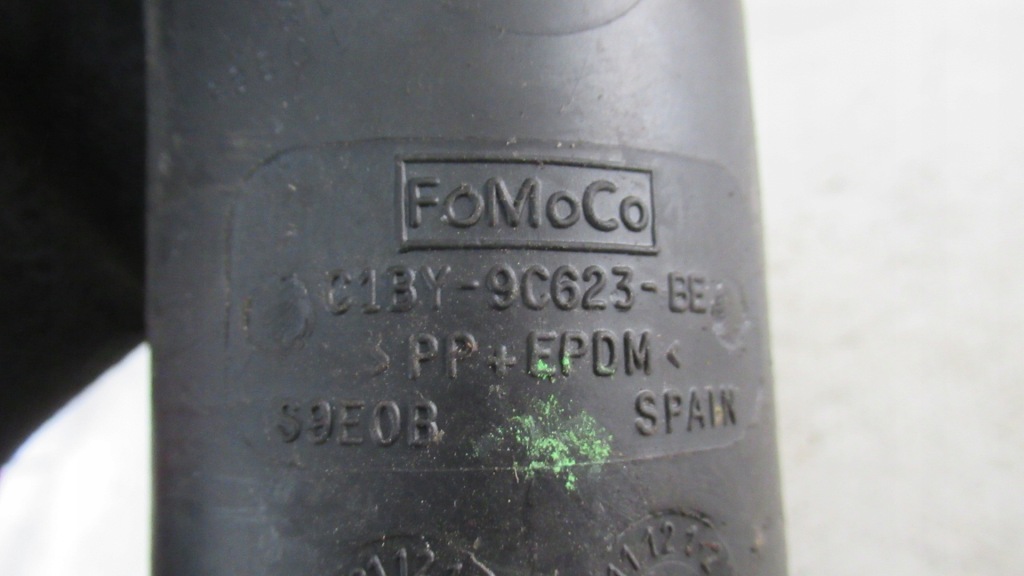 FoMoCo
C1BY-9C623-BE
>PP+EPDM<
S9E0B SPAIN